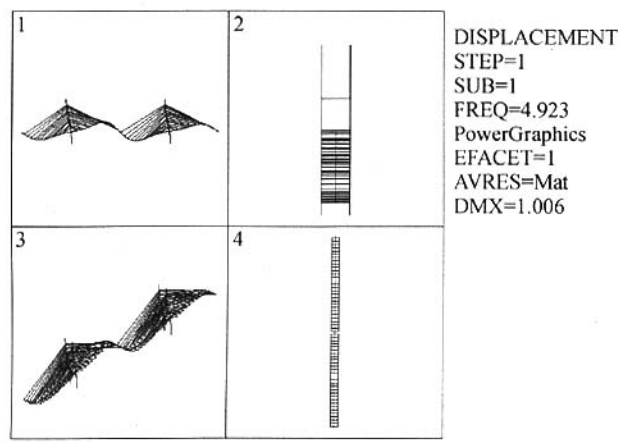 1
2
3
4
DISPLACEMENT
STEP=1
SUB=1
FREQ=4.923
PowerGraphics
EFACET=1
AVRES=Mat
DMX=1.006